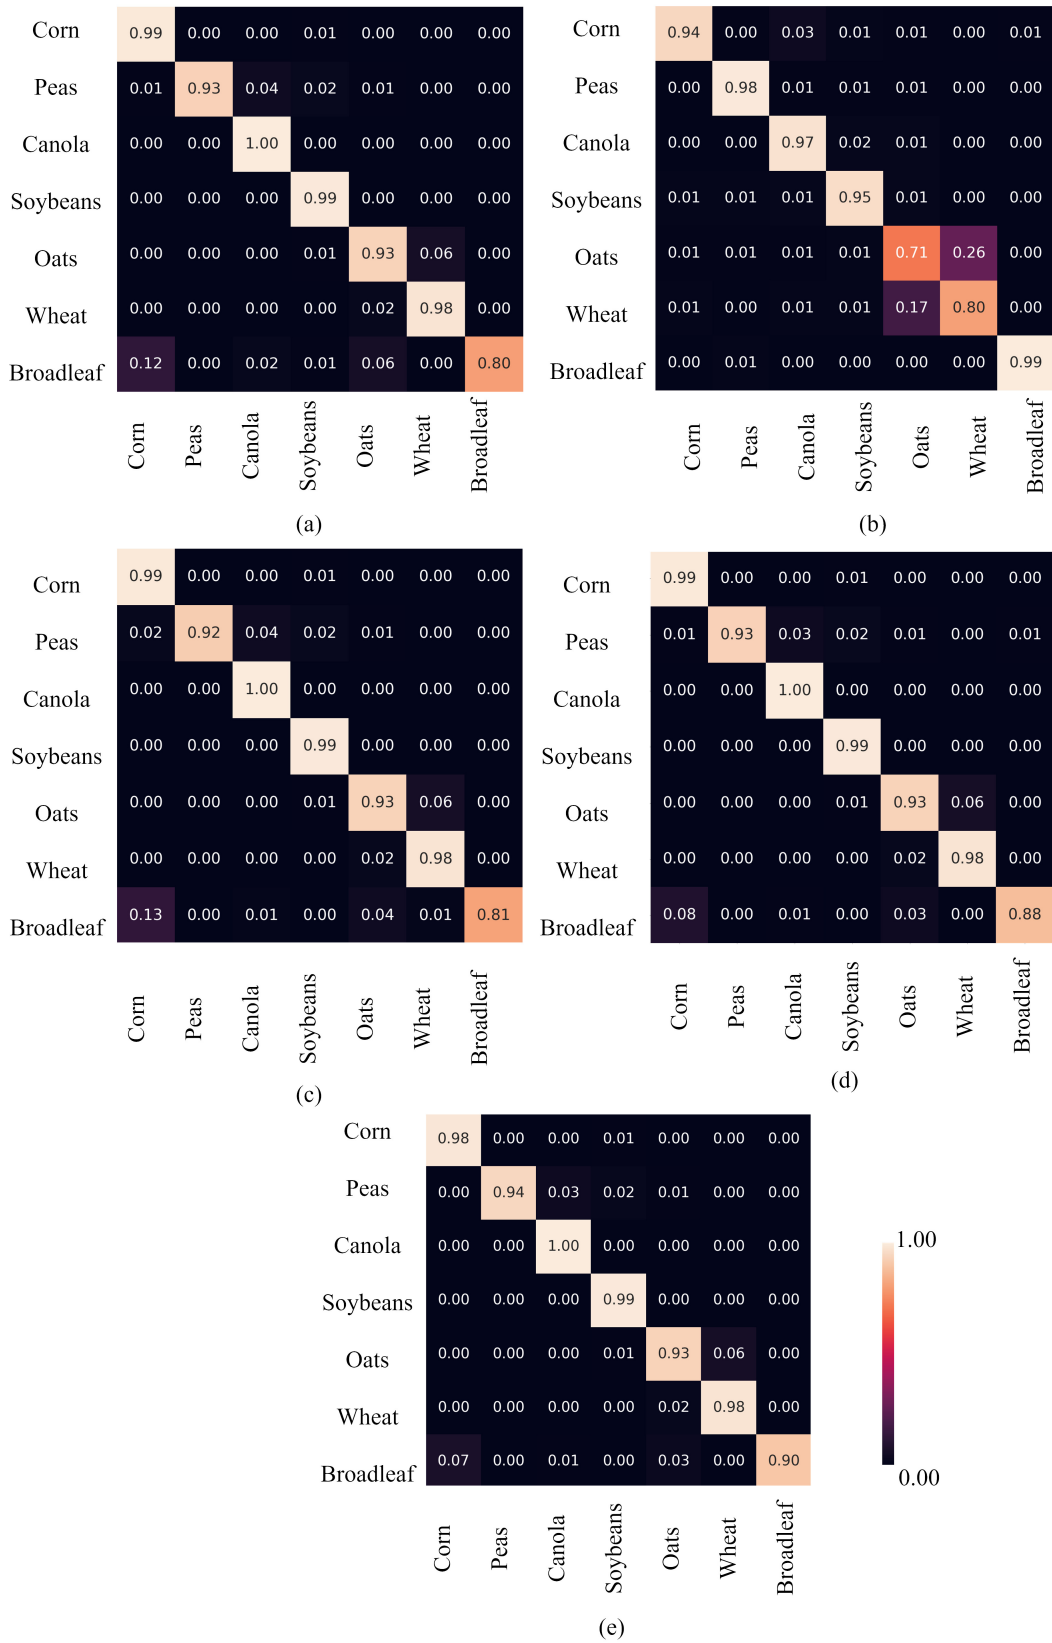 Corn 0.99 0.00 0.00 0.01 0.00 0.00 0.00
Peas 0.01 0.93 0.04 0.02 0.01 0.00 0.00
Canola 0.00 0.00 1.00 0.00 0.00 0.00 0.00
Soybeans 0.00 0.00 0.00 0.99 0.00 0.00 0.00
Oats 0.00 0.00 0.00 0.01 0.93 0.06 0.00
Wheat 0.00 0.00 0.00 0.00 0.02 0.98 0.00
Broadleaf 0.12 0.00 0.02 0.01 0.06 0.00 0.80
Corn Peas Canola Soybeans Oats Wheat Broadleaf
(a)
Corn 0.94 0.00 0.03 0.01 0.01 0.00 0.01
Peas 0.00 0.98 0.01 0.01 0.01 0.00 0.00
Canola 0.00 0.00 0.97 0.02 0.01 0.00 0.00
Soybeans 0.01 0.01 0.01 0.95 0.01 0.00 0.00
Oats 0.01 0.01 0.01 0.01 0.71 0.26 0.00
Wheat 0.01 0.00 0.01 0.01 0.17 0.80 0.00
Broadleaf 0.00 0.01 0.00 0.00 0.00 0.00 0.99
Corn Peas Canola Soybeans Oats Wheat Broadleaf
(b)
Corn 0.99 0.00 0.00 0.01 0.00 0.00 0.00
Peas 0.02 0.92 0.04 0.02 0.01 0.00 0.00
Canola 0.00 0.00 1.00 0.00 0.00 0.00 0.00
Soybeans 0.00 0.00 0.00 0.99 0.00 0.00 0.00
Oats 0.00 0.00 0.00 0.01 0.93 0.06 0.00
Wheat 0.00 0.00 0.00 0.00 0.02 0.98 0.00
Broadleaf 0.13 0.00 0.01 0.00 0.04 0.01 0.81
Corn Peas Canola Soybeans Oats Wheat Broadleaf
(c)
Corn 0.99 0.00 0.00 0.01 0.00 0.00 0.00
Peas 0.01 0.93 0.03 0.02 0.01 0.00 0.01
Canola 0.00 0.00 1.00 0.00 0.00 0.00 0.00
Soybeans 0.00 0.00 0.00 0.99 0.00 0.00 0.00
Oats 0.00 0.00 0.00 0.01 0.93 0.06 0.00
Wheat 0.00 0.00 0.00 0.00 0.02 0.98 0.00
Broadleaf 0.08 0.00 0.01 0.00 0.03 0.00 0.88
Corn Peas Canola Soybeans Oats Wheat Broadleaf
(d)
Corn 0.98 0.00 0.00 0.01 0.00 0.00 0.00
Peas 0.00 0.94 0.03 0.02 0.01 0.00 0.00
Canola 0.00 0.00 1.00 0.00 0.00 0.00 0.00
Soybeans 0.00 0.00 0.00 0.99 0.00 0.00 0.00
Oats 0.00 0.00 0.00 0.01 0.93 0.06 0.00
Wheat 0.00 0.00 0.00 0.00 0.02 0.98 0.00
Broadleaf 0.07 0.00 0.01 0.00 0.03 0.00 0.90
Corn Peas Canola Soybeans Oats Wheat Broadleaf
(e)
1.00
0.00